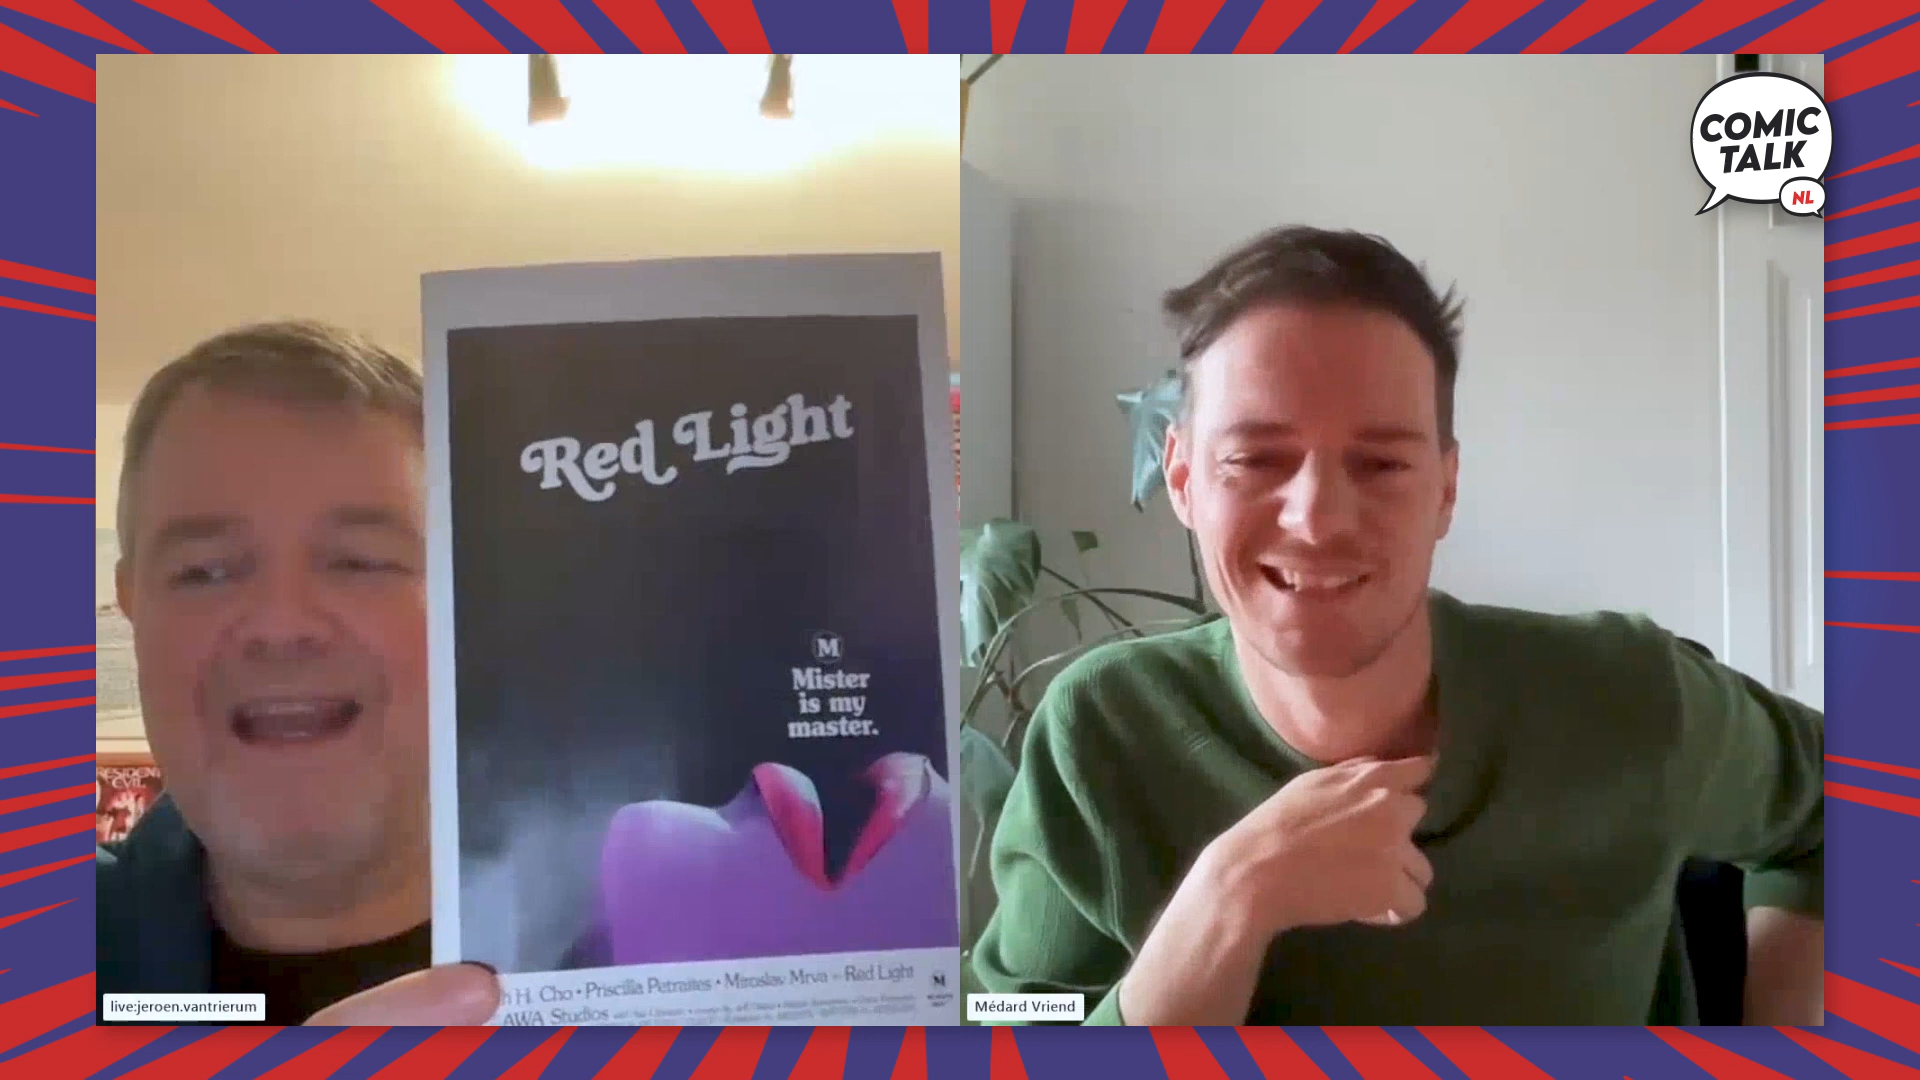 COMIC
TALK
NL
Red Light
M
Mister
is my
master.
RESIDENT
EVIL
H. Cho • Priscilla Petraites • Miroslav Mrva – Red Light
M
AWA Studios
live:jeroen.vantrierum
Médard Vriend